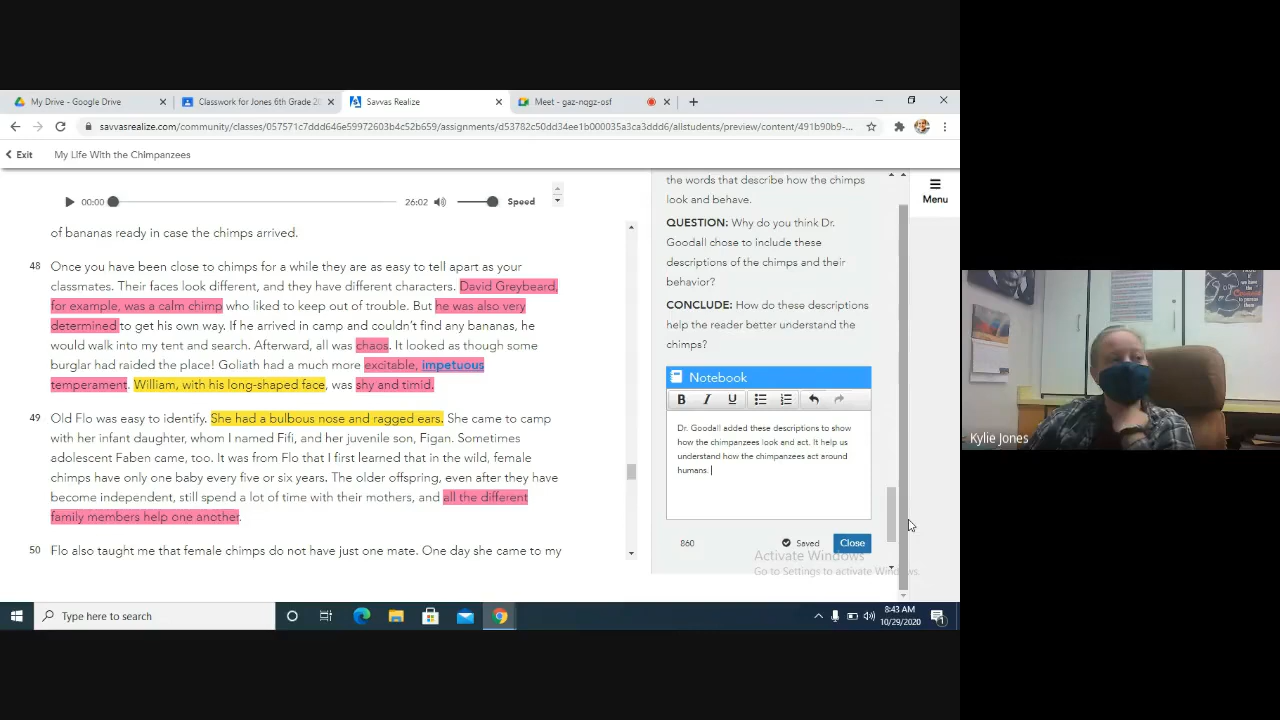 My Drive - Google Drive
Classwork for Jones 6th Grade 2
Savvas Realize
Meet - gaz-nqgz-osf
savvasrealize.com/community/classes/057571c7ddd646e59972603b4c52b659/assignments/d53782c50dd34ee1b000035a3ca3ddd6/allstudents/preview/content/491b90b9-...
Exit
My Life With the Chimpanzees
00:00
26:02
Speed
of bananas ready in case the chimps arrived.
48 Once you have been close to chimps for a while they are as easy to tell apart as your
classmates. Their faces look different, and they have different characters. David Greybeard,
for example, was a calm chimp who liked to keep out of trouble. But he was also very
determined to get his own way. If he arrived in camp and couldn't find any bananas, he
would walk into my tent and search. Afterward, all was chaos. It looked as though some
burglar had raided the place! Goliath had a much more excitable, impetuous
temperament. William, with his long-shaped face, was shy and timid.
49 Old Flo was easy to identify. She had a bulbous nose and ragged ears. She came to camp
with her infant daughter, whom I named Fifi, and her juvenile son, Figan. Sometimes
adolescent Faben came, too. It was from Flo that I first learned that in the wild, female
chimps have only one baby every five or six years. The older offspring, even after they have
become independent, still spend a lot of time with their mothers, and all the different
family members help one another.
50 Flo also taught me that female chimps do not have just one mate. One day she came to my
the words that describe how the chimps
look and behave.
QUESTION: Why do you think Dr.
Goodall chose to include these
descriptions of the chimps and their
behavior?
CONCLUDE: How do these descriptions
help the reader better understand the
chimps?
Notebook
B I U
Dr. Goodall added these descriptions to show
how the chimpanzees look and act. It help us
understand how the chimpanzees act around
humans.
860
Saved
Close
Activate Windows
Go to Settings to activate Windows.
Menu
Kylie Jones
Type here to search
8:43 AM
10/29/2020